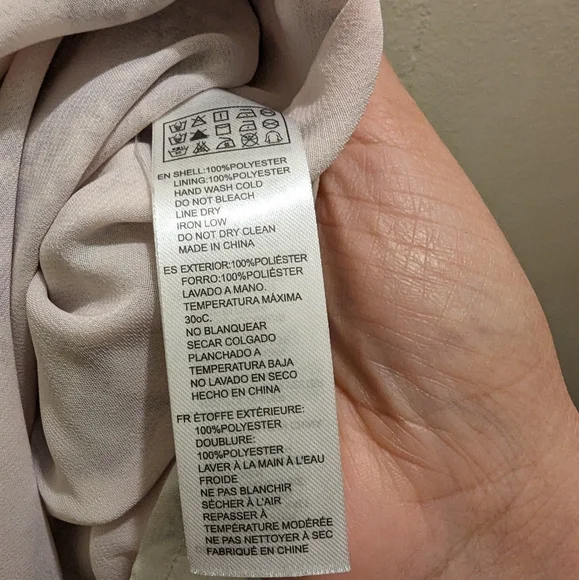 EN SHELL:100%POLYESTER
LINING:100%POLYESTER
HAND WASH COLD
DO NOT BLEACH
LINE DRY
IRON LOW
DO NOT DRY CLEAN
MADE IN CHINA
ES EXTERIOR:100%POLIÉSTER
FORRO:100%POLIÉSTER
LAVADO A MANO.
TEMPERATURA MÁXIMA
30oC.
NO BLANQUEAR
SECAR COLGADO
PLANCHADO A
TEMPERATURA BAJA
NO LAVADO EN SECO
HECHO EN CHINA
FR ÉTOFFE EXTÉRIEURE:
100%POLYESTER
DOUBLURE:
100%POLYESTER
LAVER À LA MAIN À L'EAU
FROIDE
NE PAS BLANCHIR
SÉCHER À L'AIR
REPASSER À
TEMPÉRATURE MODÉRÉE
NE PAS NETTOYER À SEC
FABRIQUÉ EN CHINE